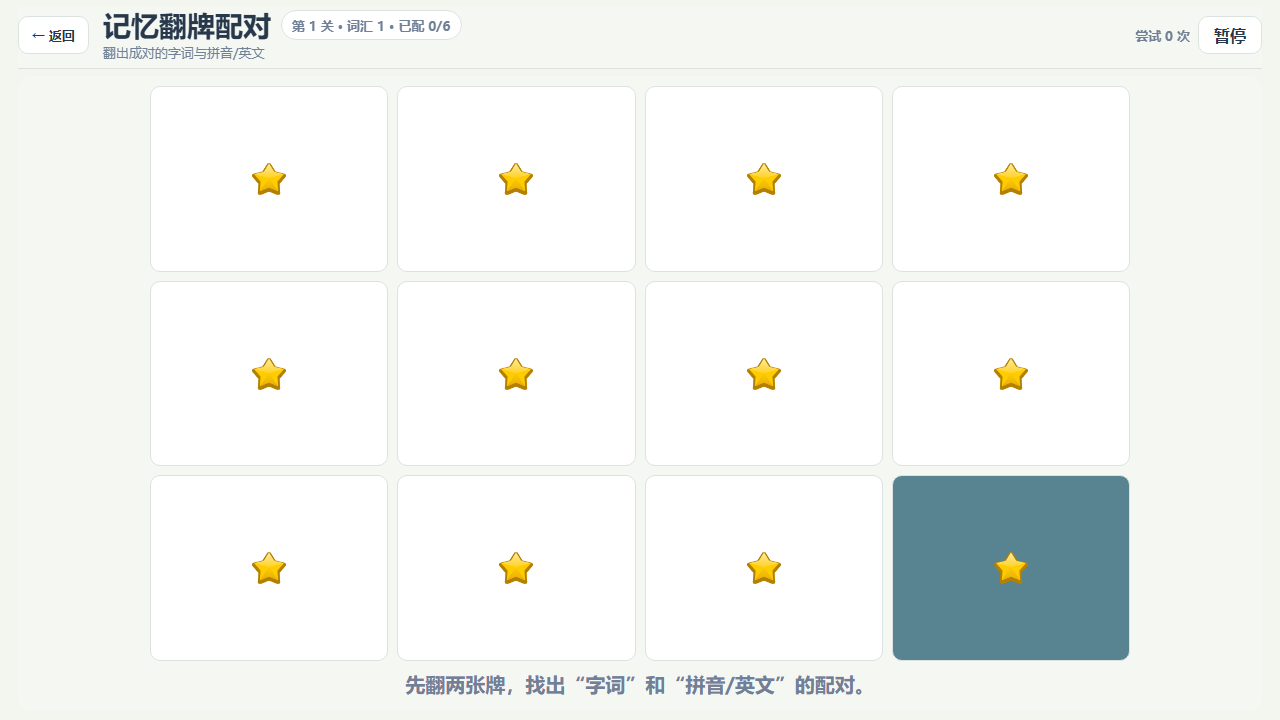 ← 返回
记忆翻牌配对
第 1 关 • 词汇 1 • 已配 0/6
翻出成对的字词与拼音/英文
尝试 0 次
暂停
先翻两张牌，找出“字词”和“拼音/英文”的配对。